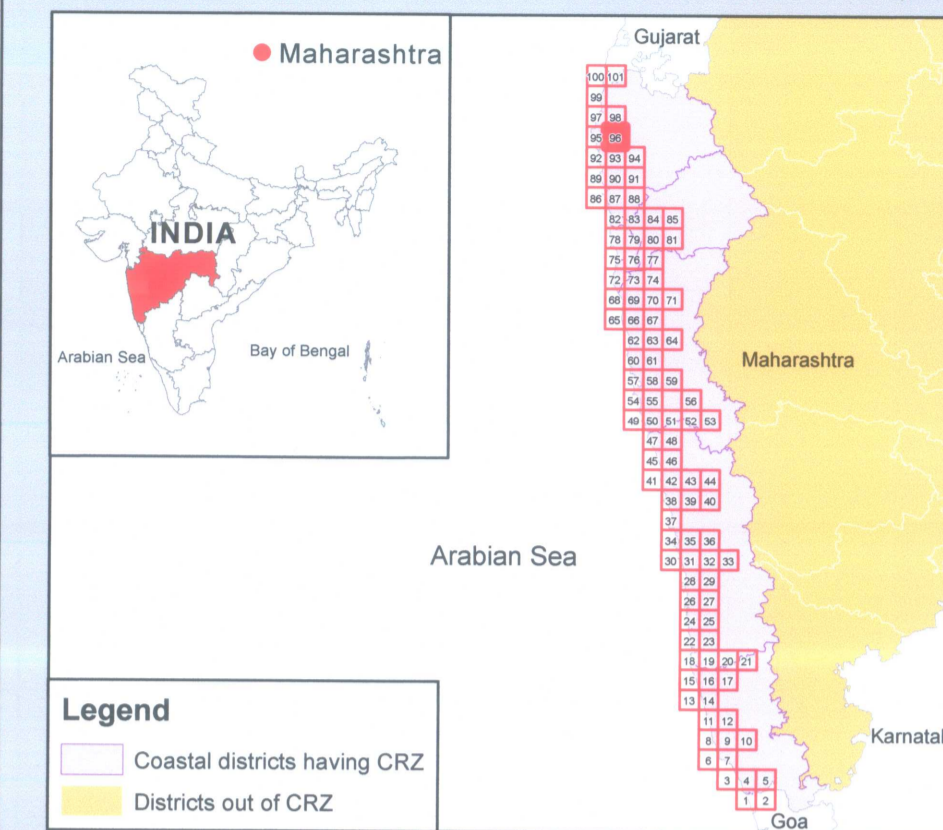 Maharashtra
INDIA
Arabian Sea
Bay of Bengal
Gujarat
100 101
99
97 98
95 96
92 93 94
89 90 91
86 87 88
82 83 84 85
78 79 80 81
75 76 77
72 73 74
68 69 70 71
65 66 67
62 63 64
60 61
57 58 59
54 55 56
49 50 51 52 53
47 48
45 46
41 42 43 44
38 39 40
37
34 35 36
30 31 32 33
28 29
26 27
24 25
22 23
18 19 20 21
15 16 17
13 14
11 12
8 9 10
6 7
3 4 5
1 2
Maharashtra
Arabian Sea
Karnatak
Goa
Legend
Coastal districts having CRZ
Districts out of CRZ